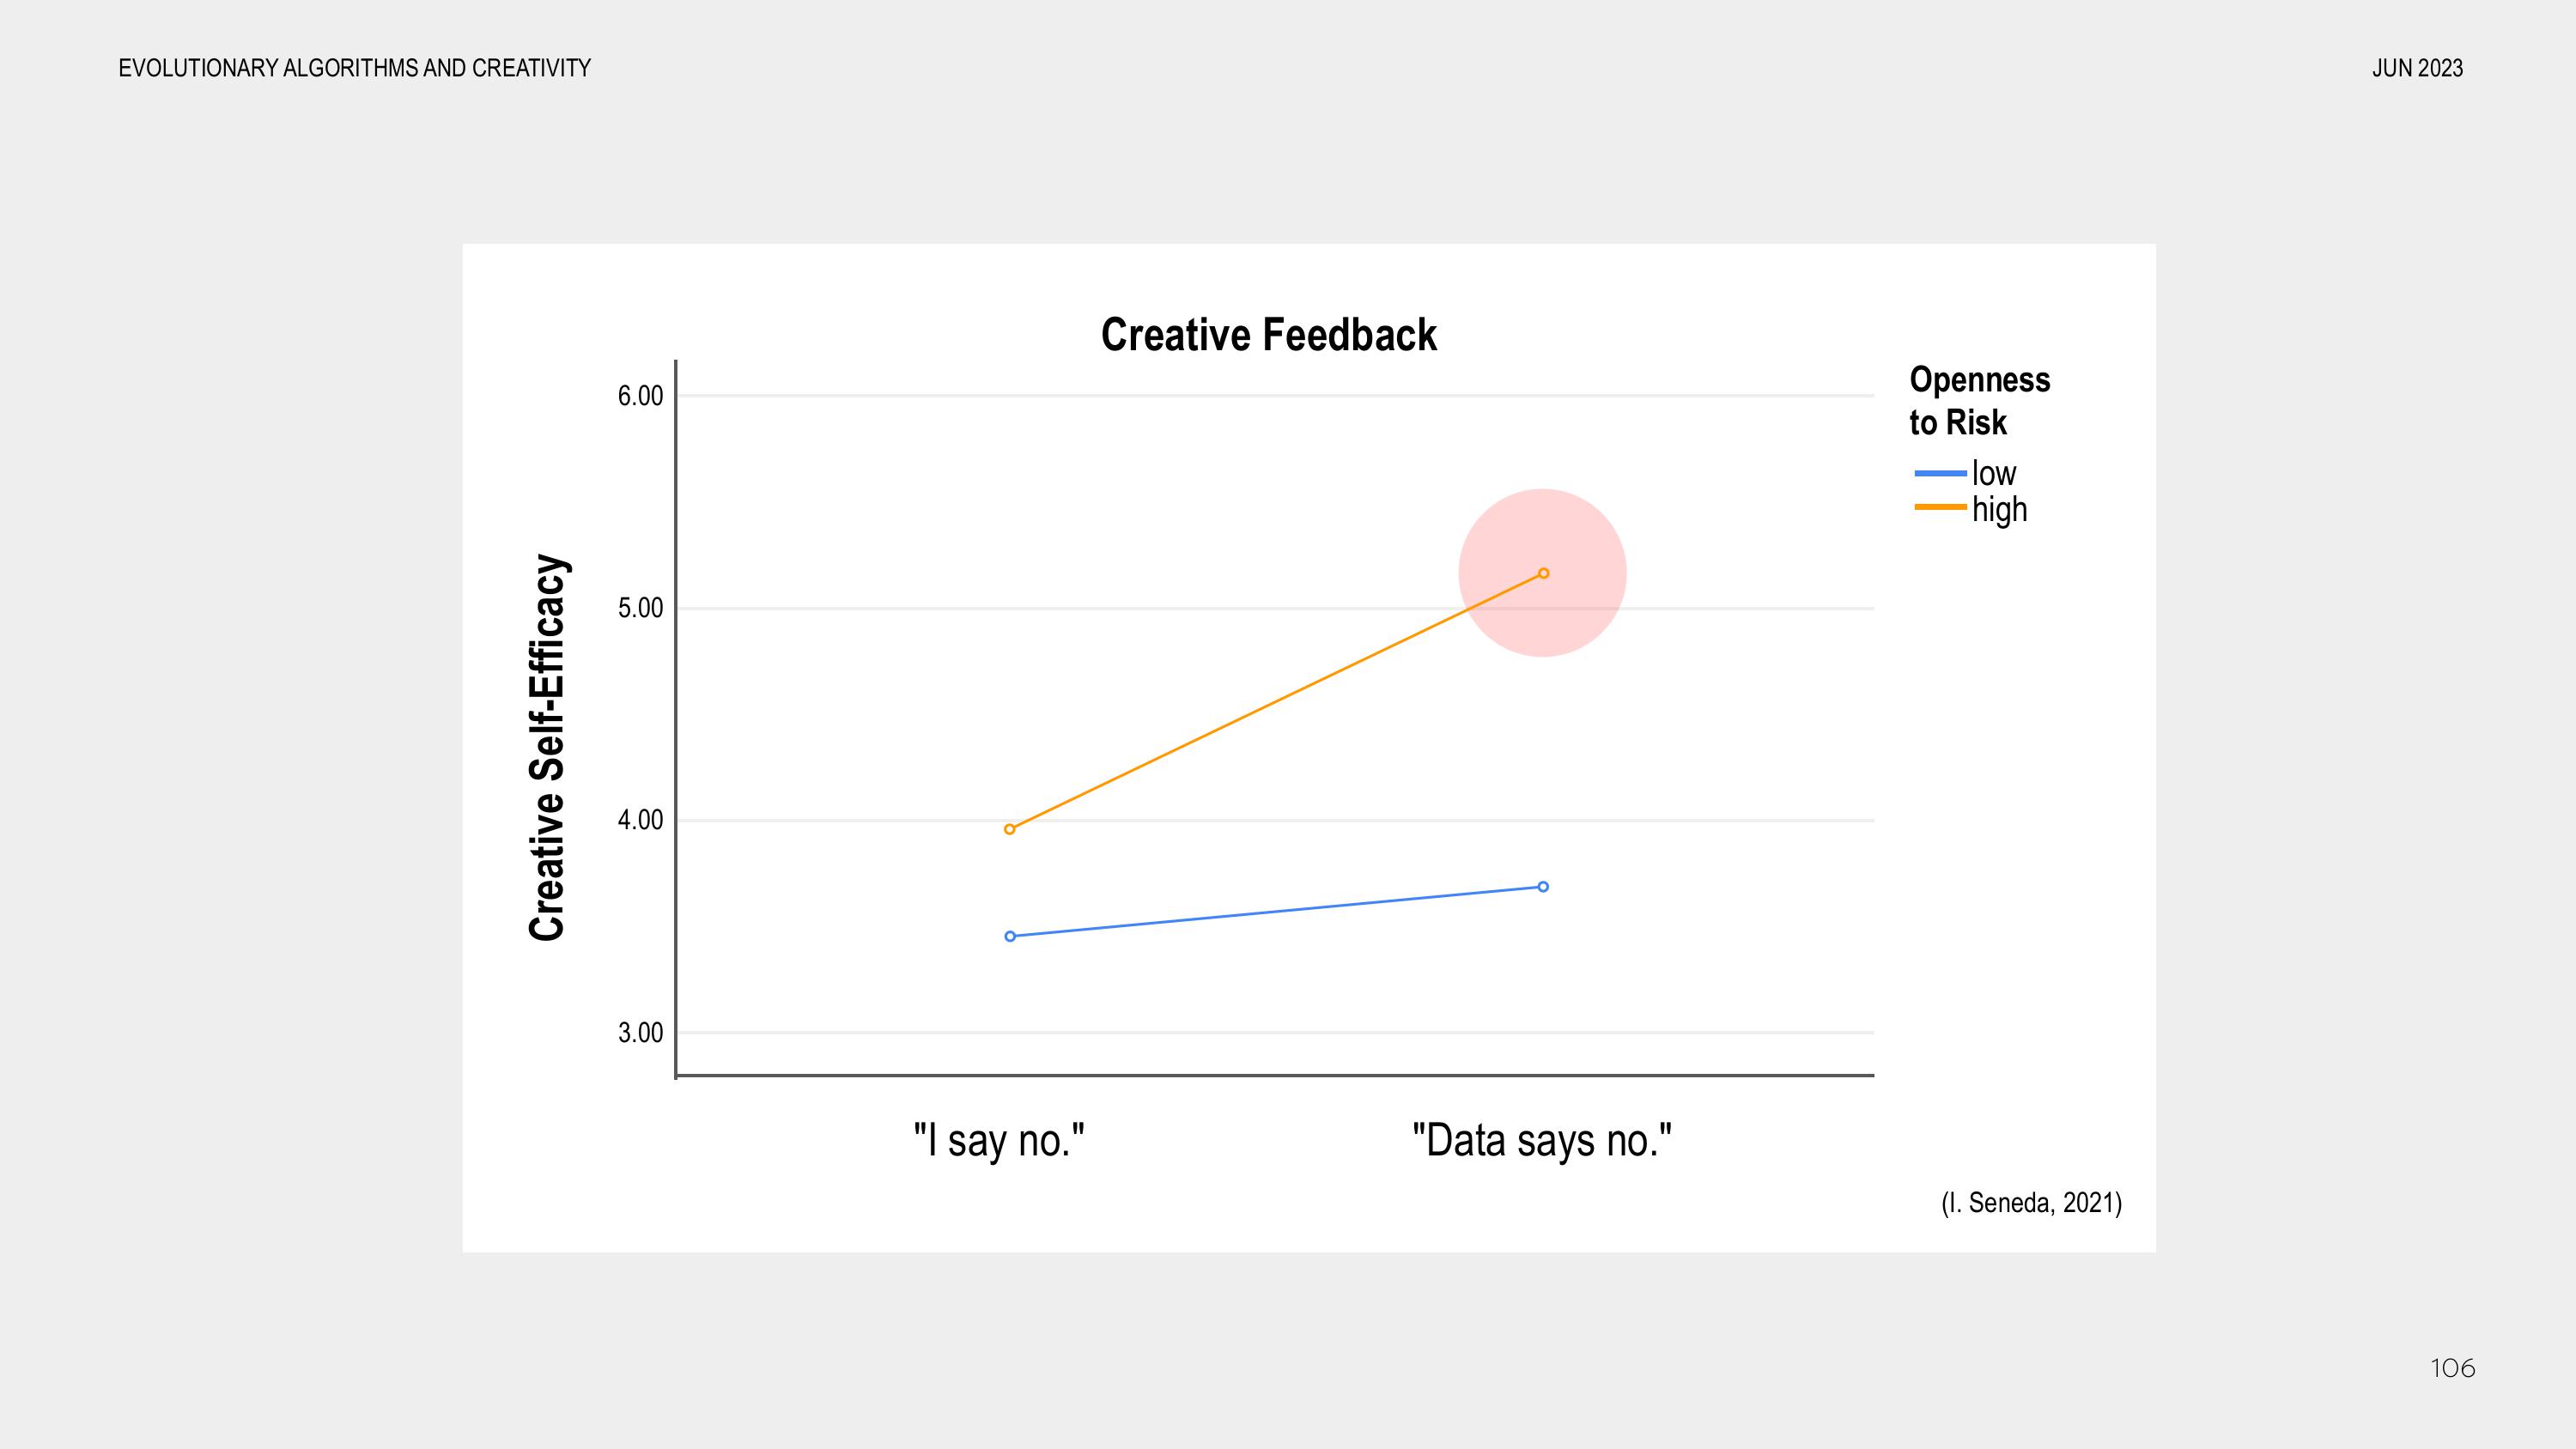 EVOLUTIONARY ALGORITHMS AND CREATIVITY
JUN 2023
Creative Feedback
Creative Self-Efficacy
6.00
5.00
4.00
3.00
"I say no."
"Data says no."
Openness
to Risk
low
high
(I. Seneda, 2021)
106